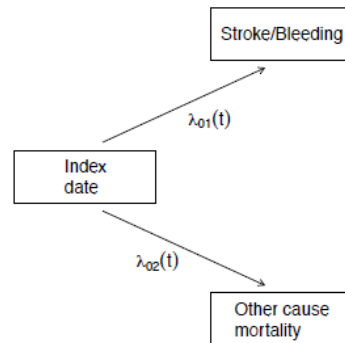 Stroke/Bleeding
λ01(t)
Index
date
λ02(t)
Other cause
mortality